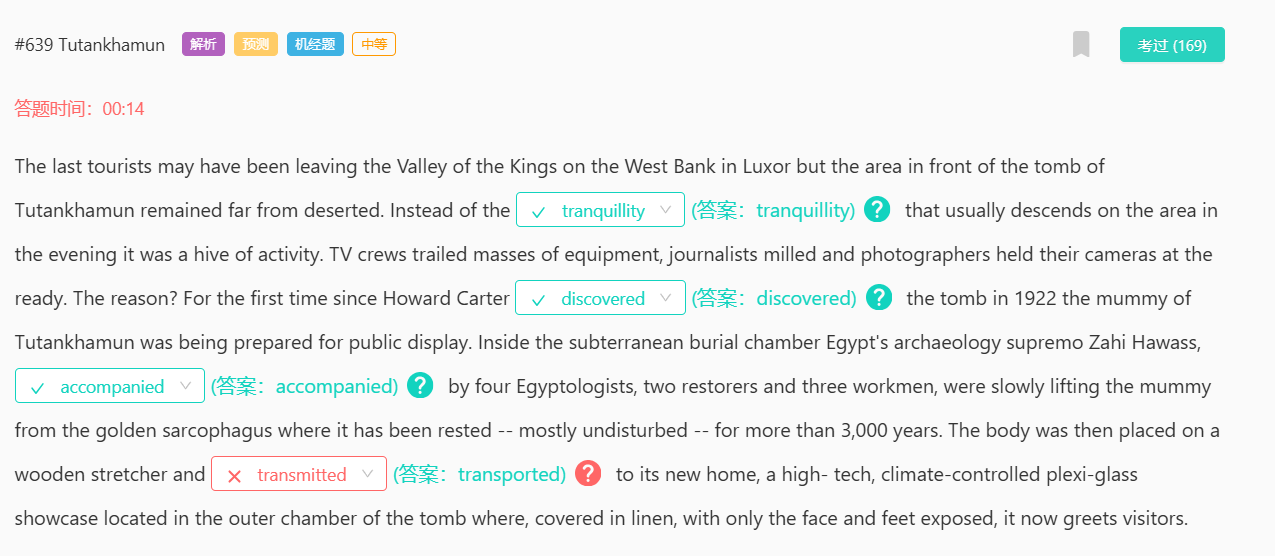 #639 Tutankhamun 解析 预测 机经题 中等 考过 (169)
答题时间：00:14
The last tourists may have been leaving the Valley of the Kings on the West Bank in Luxor but the area in front of the tomb of
Tutankhamun remained far from deserted. Instead of the tranquillity (答案：tranquillity) ? that usually descends on the area in
the evening it was a hive of activity. TV crews trailed masses of equipment, journalists milled and photographers held their cameras at the
ready. The reason? For the first time since Howard Carter discovered (答案：discovered) ? the tomb in 1922 the mummy of
Tutankhamun was being prepared for public display. Inside the subterranean burial chamber Egypt's archaeology supremo Zahi Hawass,
accompanied (答案：accompanied) ? by four Egyptologists, two restorers and three workmen, were slowly lifting the mummy
from the golden sarcophagus where it has been rested -- mostly undisturbed -- for more than 3,000 years. The body was then placed on a
wooden stretcher and transmitted (答案：transported) ? to its new home, a high- tech, climate-controlled plexi-glass
showcase located in the outer chamber of the tomb where, covered in linen, with only the face and feet exposed, it now greets visitors.